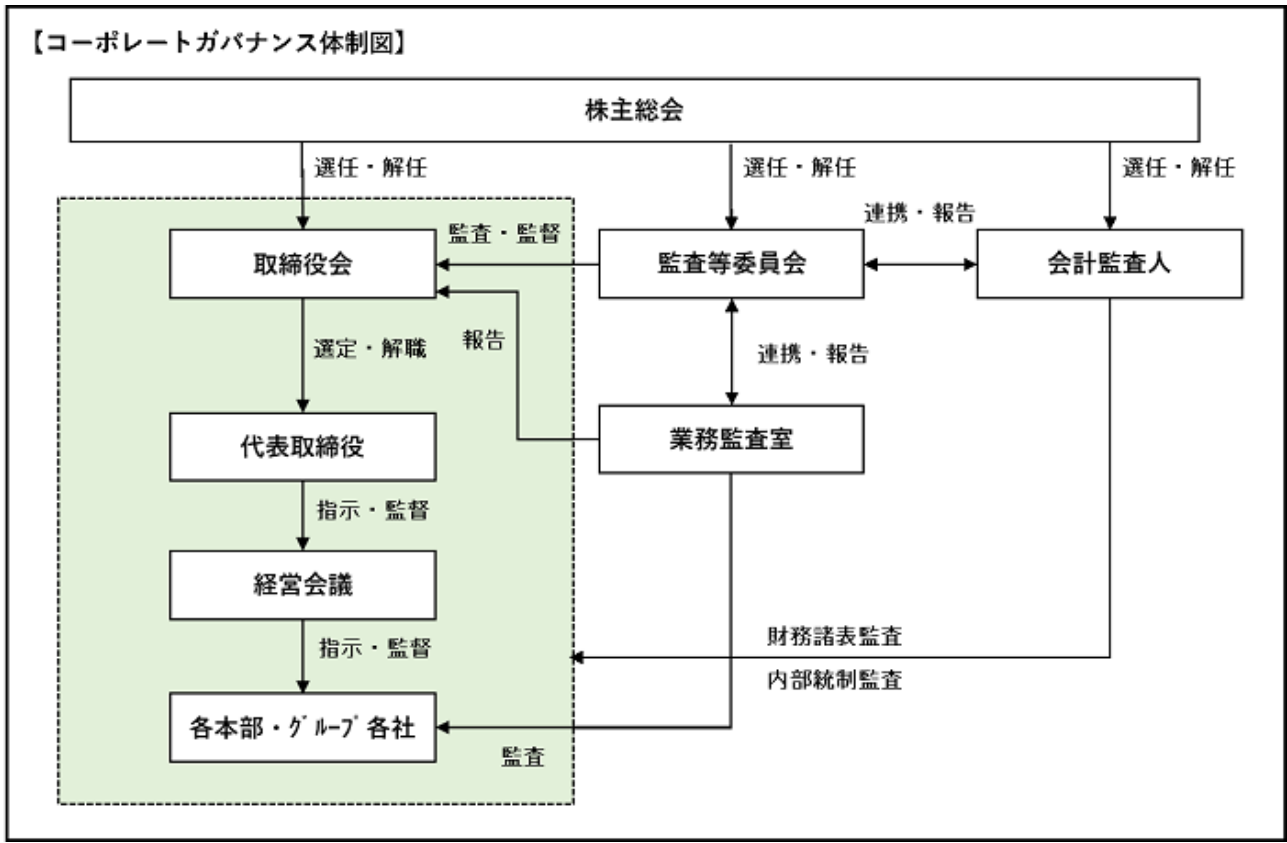 【コーポレートガバナンス体制図】
株主総会
選任・解任
選任・解任
選任・解任
連携・報告
監査・監督
取締役会
監査等委員会
会計監査人
選定・解職
報告
連携・報告
代表取締役
業務監査室
指示・監督
経営会議
財務諸表監査
指示・監督
内部統制監査
各本部・ｸﾞﾙｰﾌﾟ各社
監査